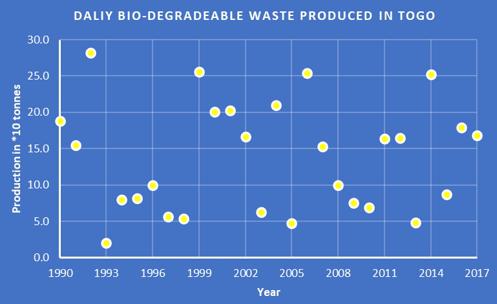 DALIY BIO-DEGRADEABLE WASTE PRODUCED IN TOGO
Production in *10 tonnes
30.0
25.0
20.0
15.0
10.0
5.0
0.0
1990 1993 1996 1999 2002 2005 2008 2011 2014 2017
Year